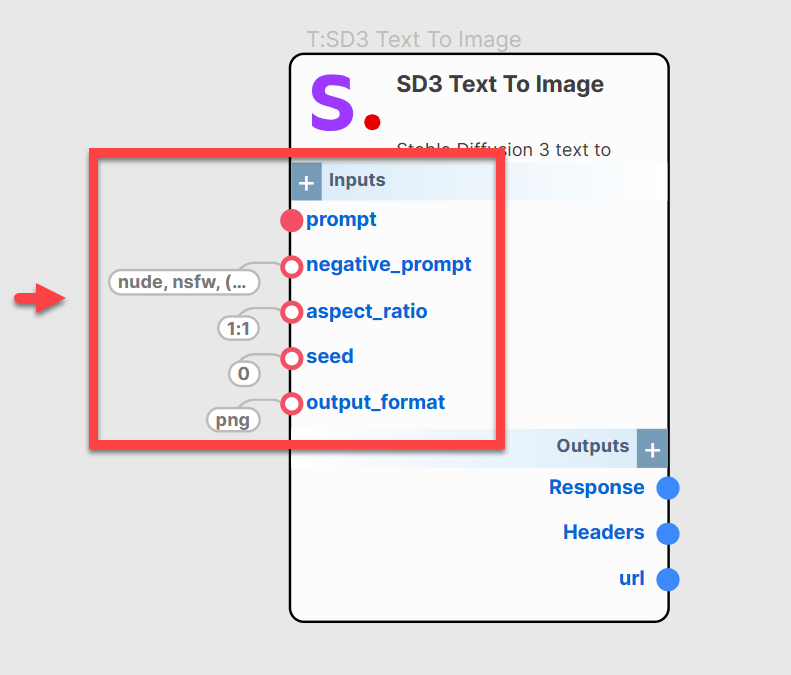 T:SD3 Text To Image
S.
SD3 Text To Image
Stable Diffusion 3 text to
+ Inputs
prompt
negative_prompt
nude, nsfw, (...
aspect_ratio
1:1
seed
0
output_format
png
Outputs +
Response
Headers
url